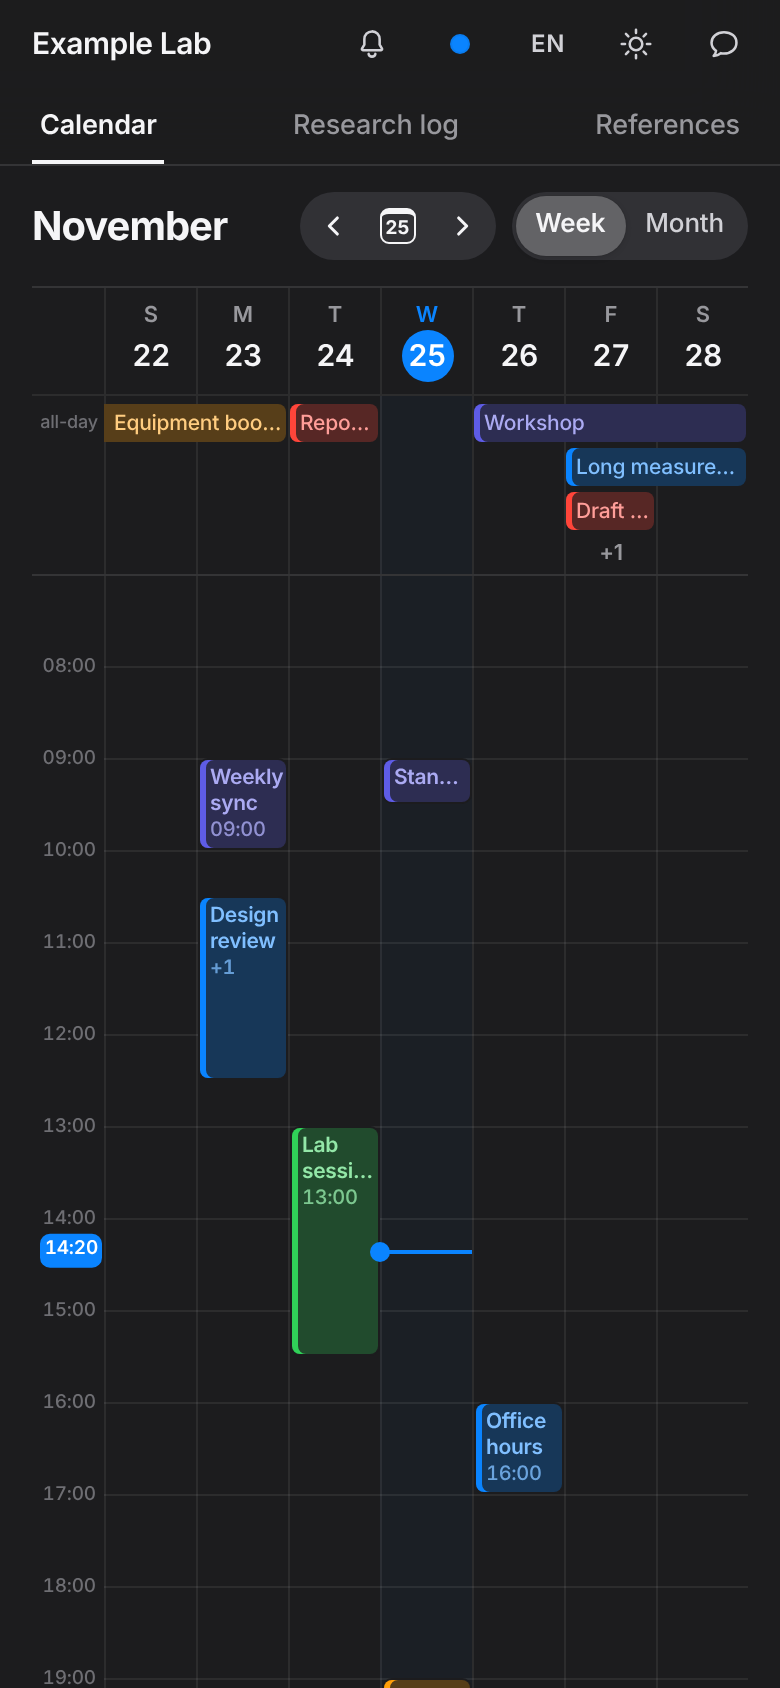 Example Lab
EN
Calendar
Research log
References
November
25
Week
Month
S
M
T
W
T
F
S
22
23
24
25
26
27
28
all-day
Equipment boo...
Repo...
Workshop
Long measure...
Draft ...
+1
08:00
09:00
Weekly
sync
09:00
Stan...
10:00
Design
review
+1
11:00
12:00
13:00
Lab
sessi...
13:00
14:00
14:20
15:00
16:00
Office
hours
16:00
17:00
18:00
19:00